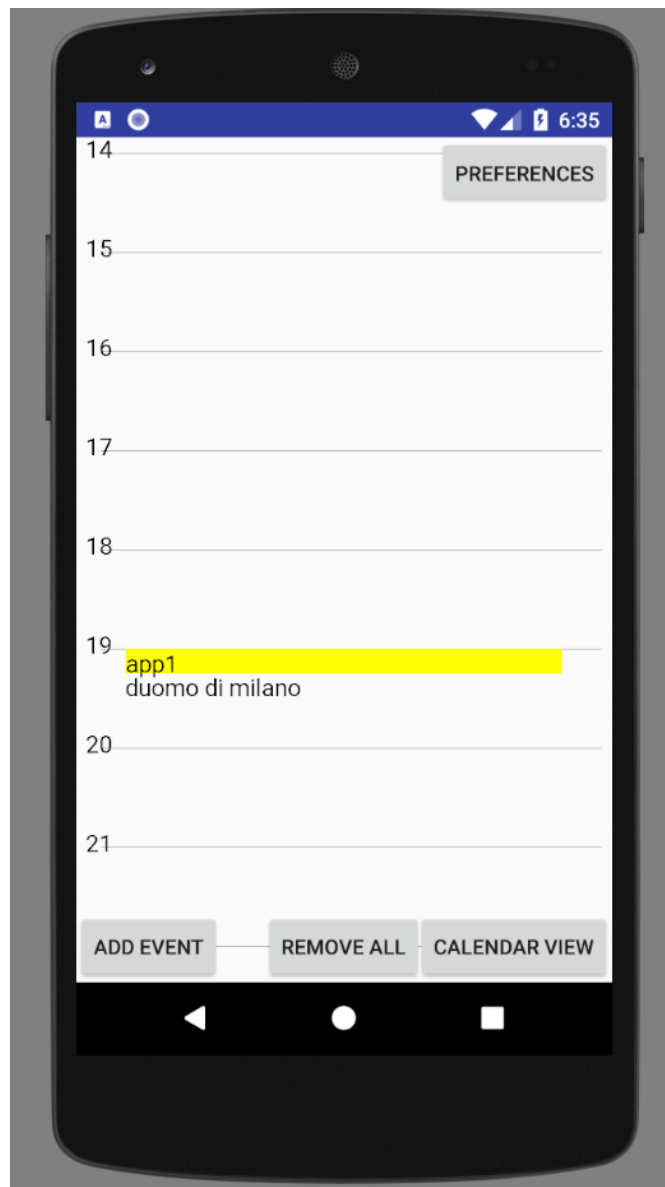 6:35
14
PREFERENCES
15
16
17
18
19
app1
duomo di milano
20
21
ADD EVENT REMOVE ALL CALENDAR VIEW